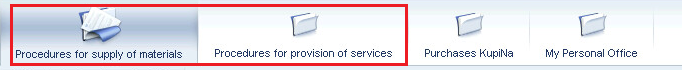 Procedures for supply of materials
Procedures for provision of services
Purchases KupiNa
My Personal Office